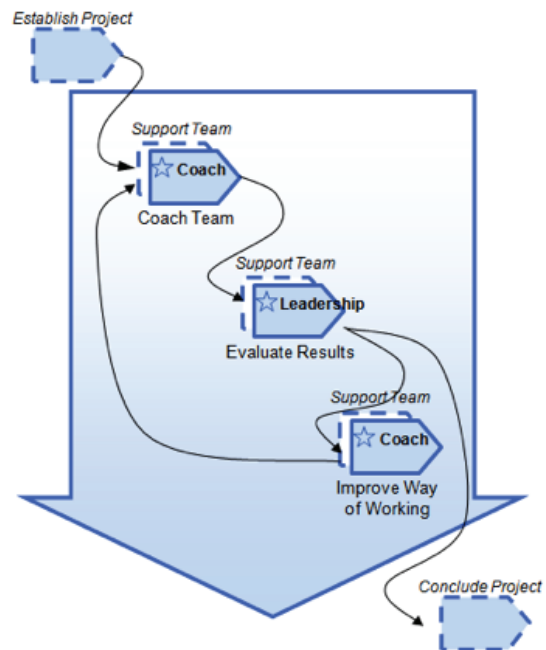 Establish Project
Support Team
Coach
Coach Team
Support Team
Leadership
Evaluate Results
Support Team
Coach
Improve Way
of Working
Conclude Project